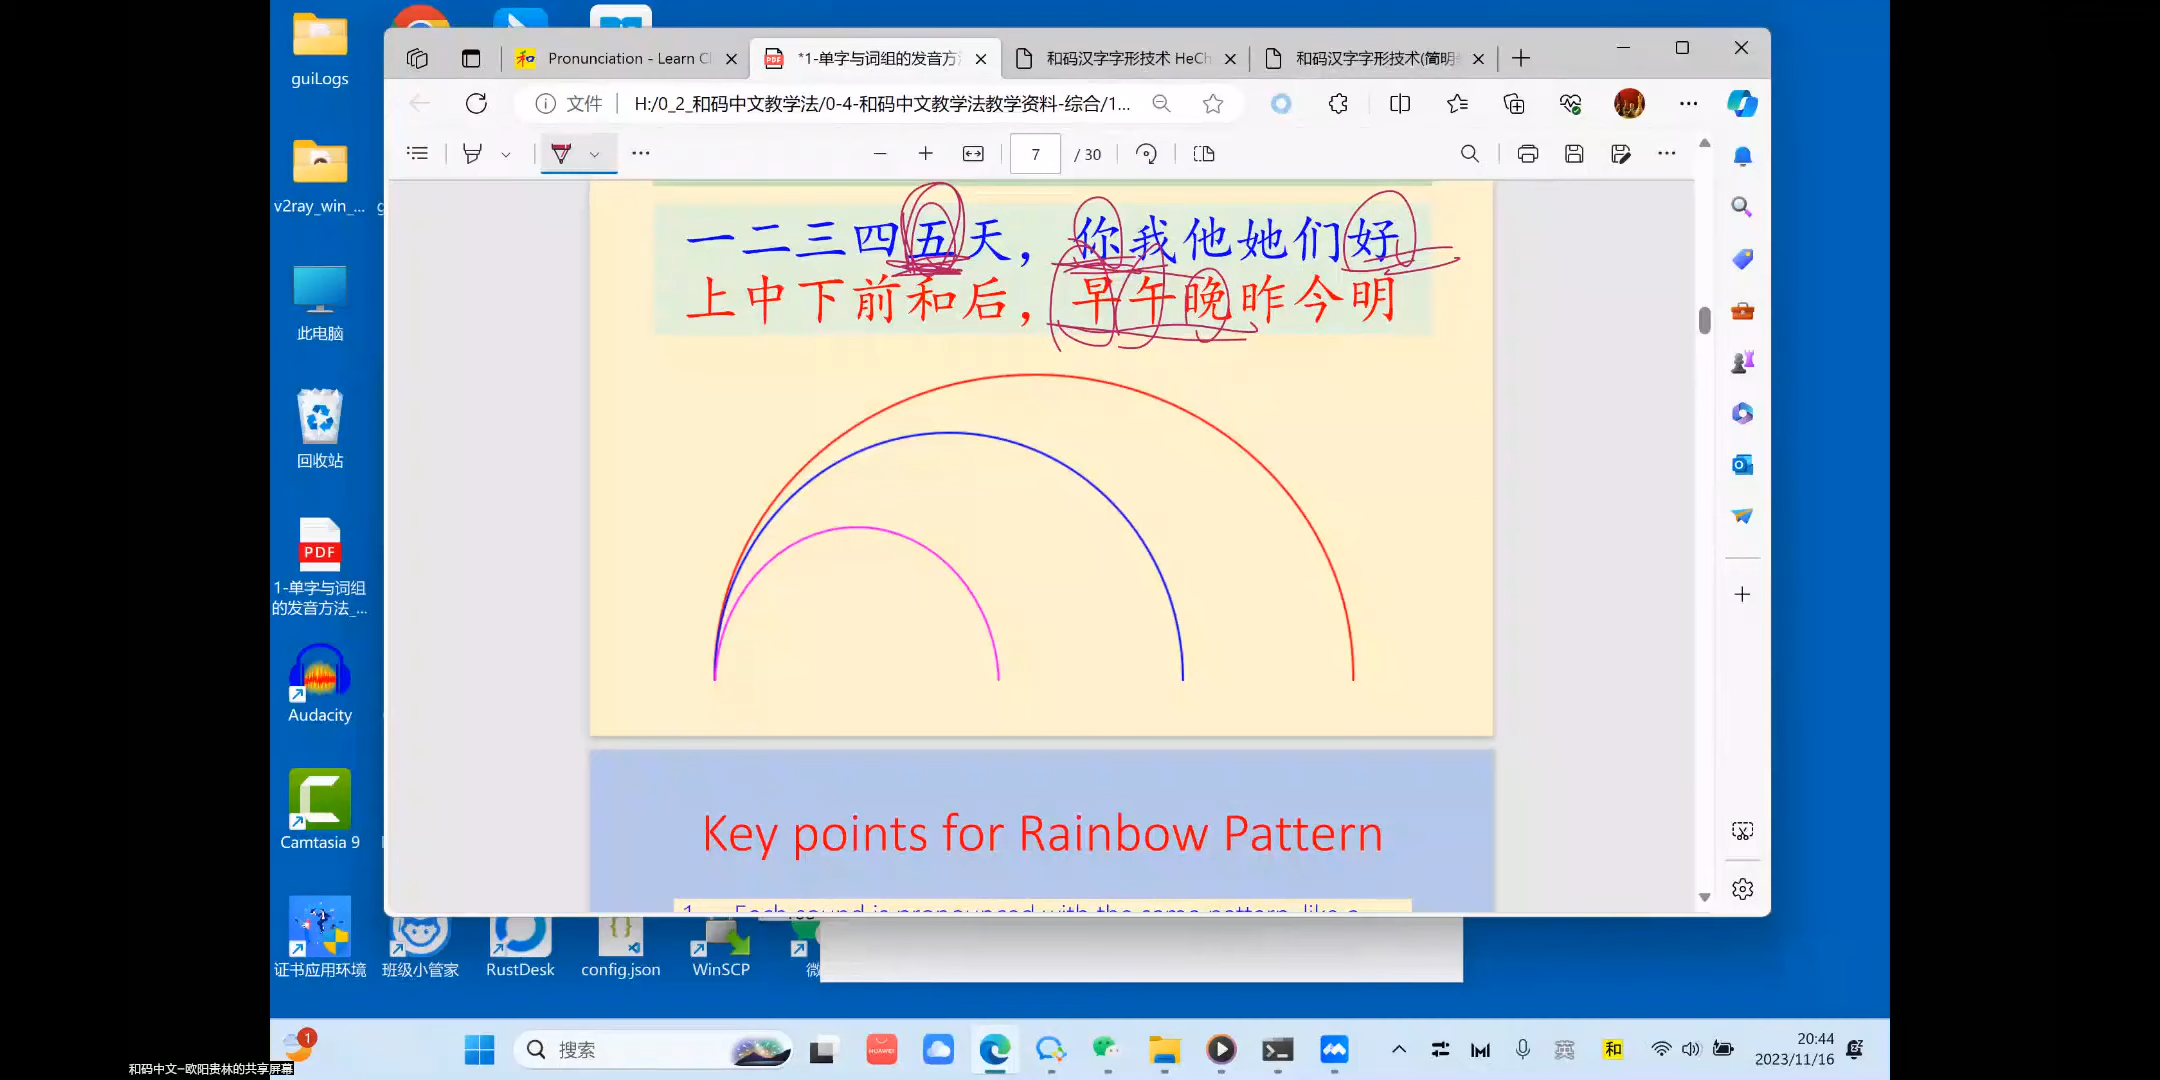 guiLogs
Pronunciation - Learn C
*1-单字与词组的发音方
和码汉字字形技术 HeCh
和码汉字字形技术(简明
文件
H:/0_2_和码中文教学法/0-4-和码中文教学法教学资料-综合/1...
7 / 30
v2ray_win_...
一二三四五天，你我他她们好
上中下前和后，早午晚昨今明
此电脑
回收站
PDF
1-单字与词组
的发音方法_...
Audacity
Camtasia 9
Key points for Rainbow Pattern
证书应用环境
班级小管家
RustDesk
config.json
WinSCP
微
1
搜索
HUAWEI
英
和
20:44
2023/11/16
和码中文-欧阳贵林的共享屏幕